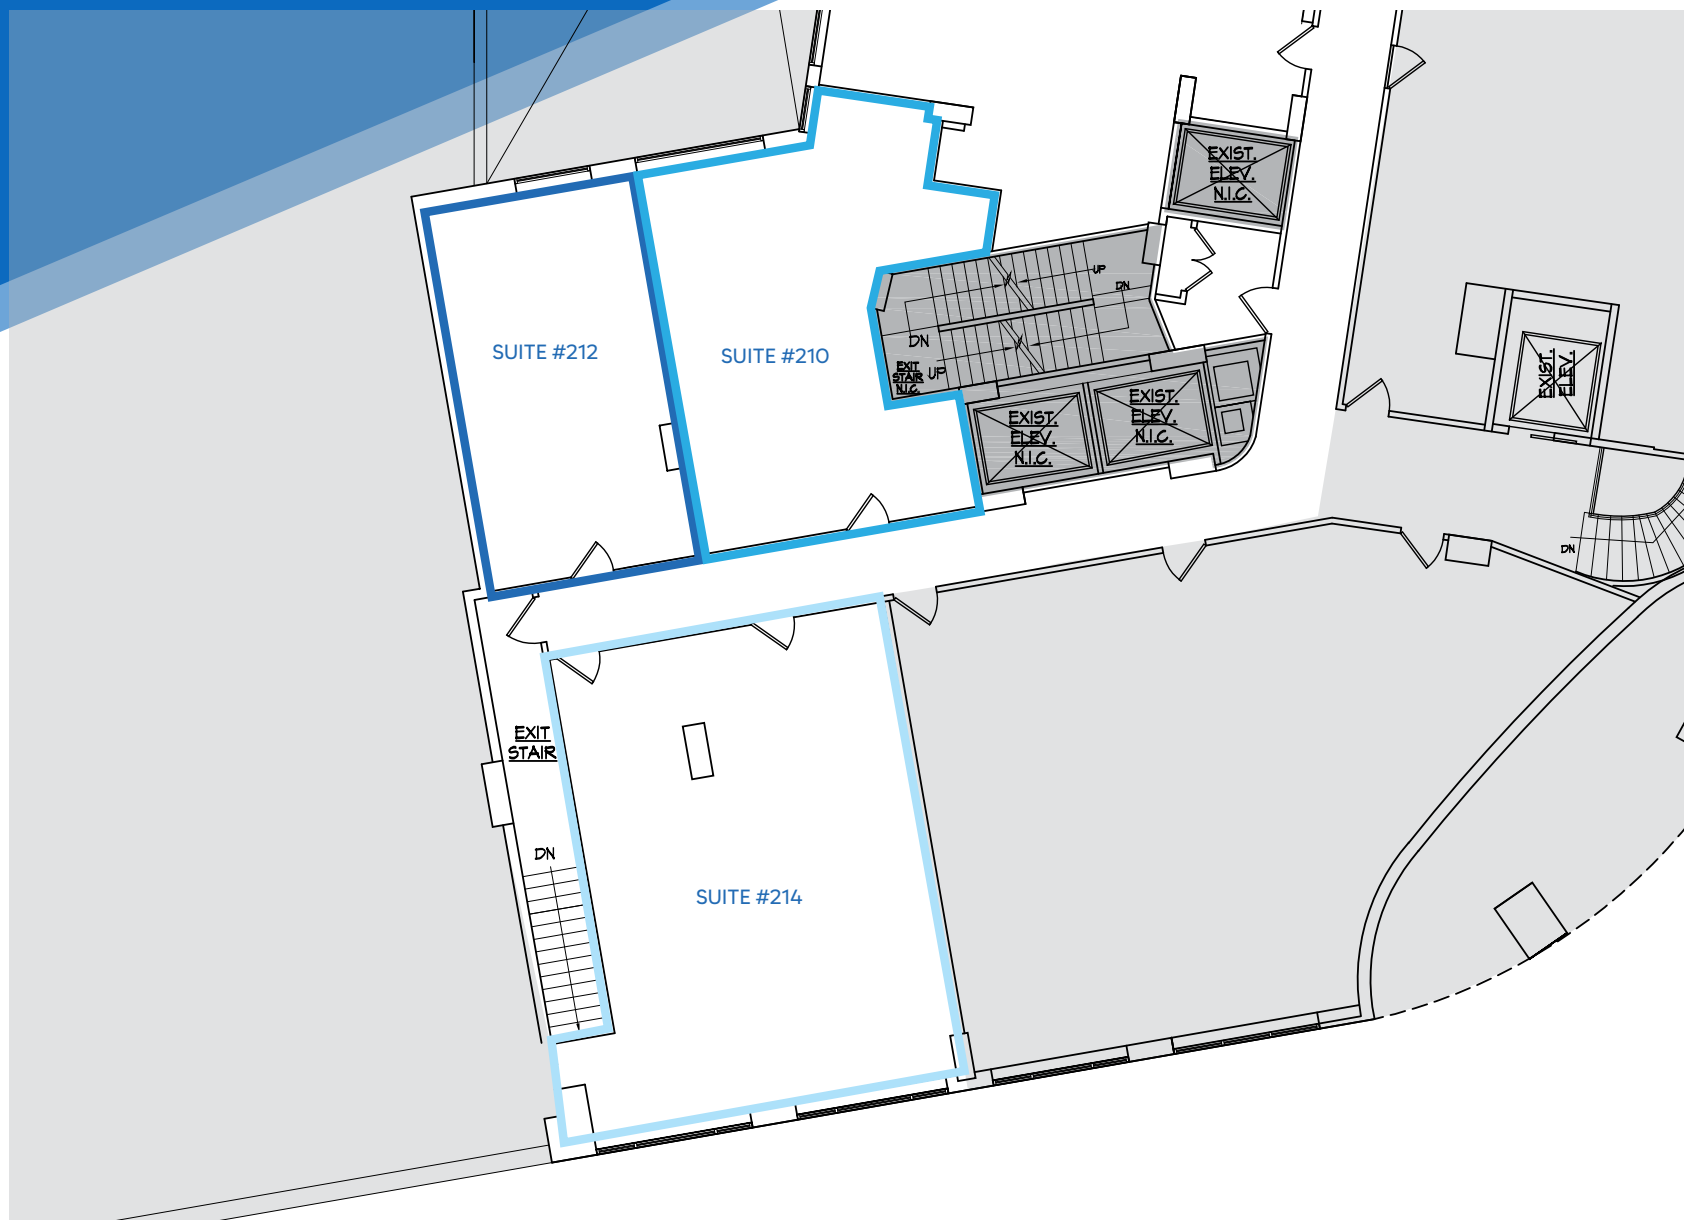 EXIST.
ELEV.
N.I.C.
UP
DN
SUITE #212
SUITE #210
DN
EXIT
STAIR
N.I.C.
UP
EXIST.
ELEV.
N.I.C.
EXIST.
ELEV.
N.I.C.
EXIST.
ELEV.
DN
EXIT
STAIR
DN
SUITE #214